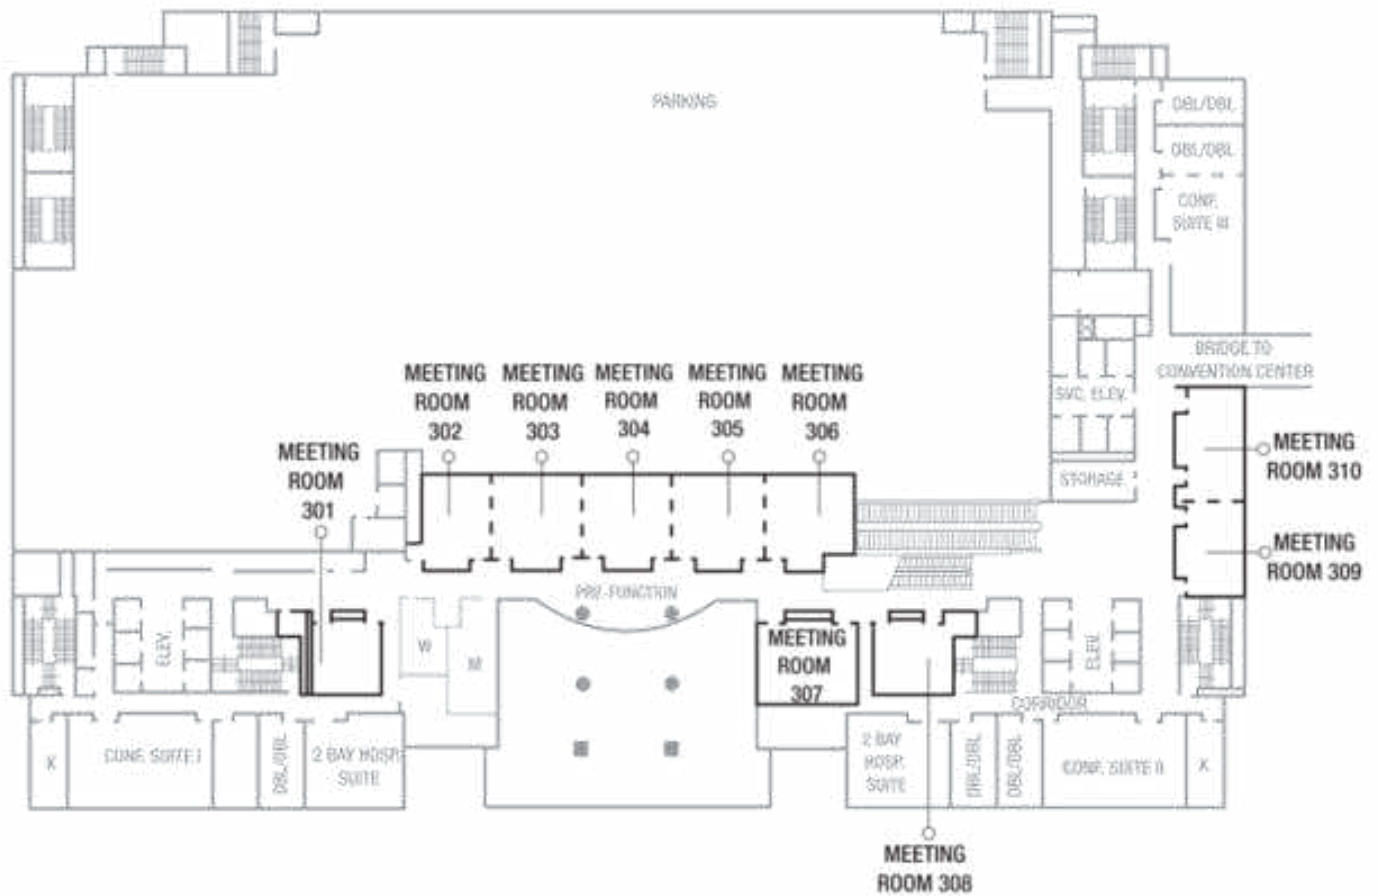 PARKING
DBL/DBL
DBL/DBL
CONF.
SUITE III
BRIDGE TO
CONVENTION CENTER
SVC. ELEV.
STORAGE
MEETING
ROOM
301
MEETING
ROOM
302
MEETING
ROOM
303
MEETING
ROOM
304
MEETING
ROOM
305
MEETING
ROOM
306
MEETING
ROOM 310
MEETING
ROOM 309
PRE-FUNCTION
ELEV.
W
M
MEETING
ROOM
307
ELEV.
CORRIDOR
K
CONF. SUITE I
DBL/DBL
2 BAY HOSP.
SUITE
2 BAY
HOSP.
SUITE
DBL/DBL
DBL/DBL
CONF. SUITE II
K
MEETING
ROOM 308